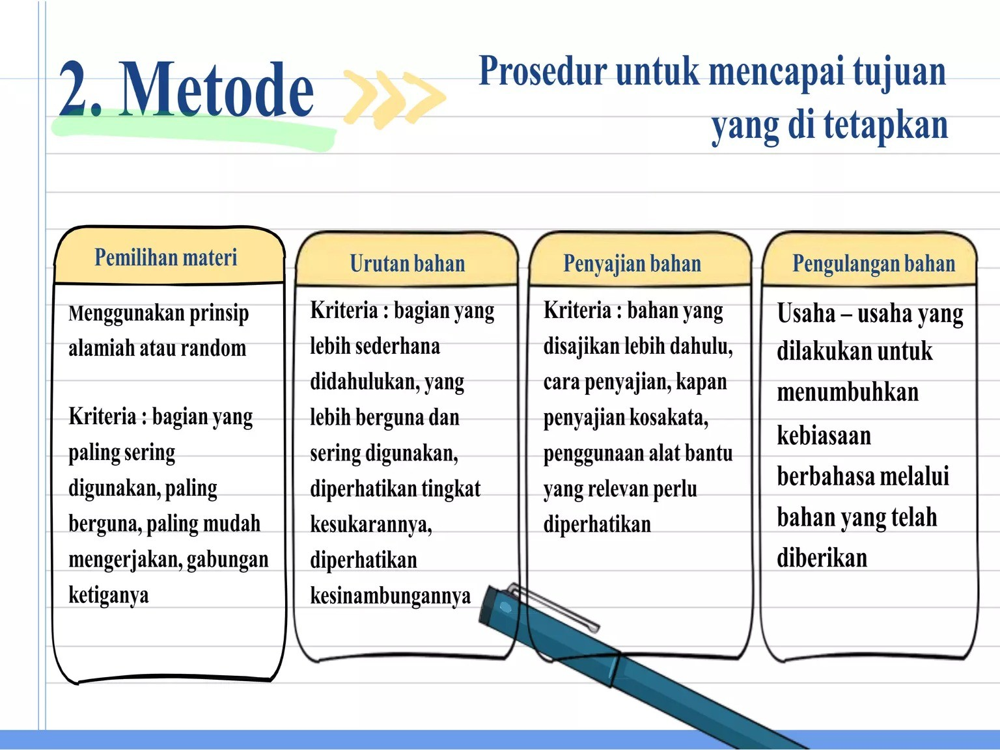 2. Metode
Prosedur untuk mencapai tujuan
yang di tetapkan
Pemilihan materi
Menggunakan prinsip
alamiah atau random
Kriteria : bagian yang
paling sering
digunakan, paling
berguna, paling mudah
mengerjakan, gabungan
ketiganya
Urutan bahan
Kriteria : bagian yang
lebih sederhana
didahulukan, yang
lebih berguna dan
sering digunakan,
diperhatikan tingkat
kesukarannya,
diperhatikan
kesinambungannya
Penyajian bahan
Kriteria : bahan yang
disajikan lebih dahulu,
cara penyajian, kapan
penyajian kosakata,
penggunaan alat bantu
yang relevan perlu
diperhatikan
Pengulangan bahan
Usaha – usaha yang
dilakukan untuk
menumbuhkan
kebiasaan
berbahasa melalui
bahan yang telah
diberikan